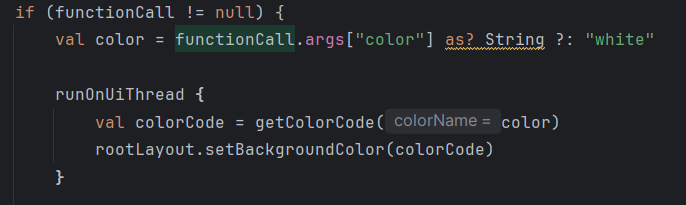 if (functionCall != null) {
val color = functionCall.args["color"] as? String ?: "white"
runOnUiThread {
val colorCode = getColorCode( colorName = color)
rootLayout.setBackgroundColor(colorCode)
}